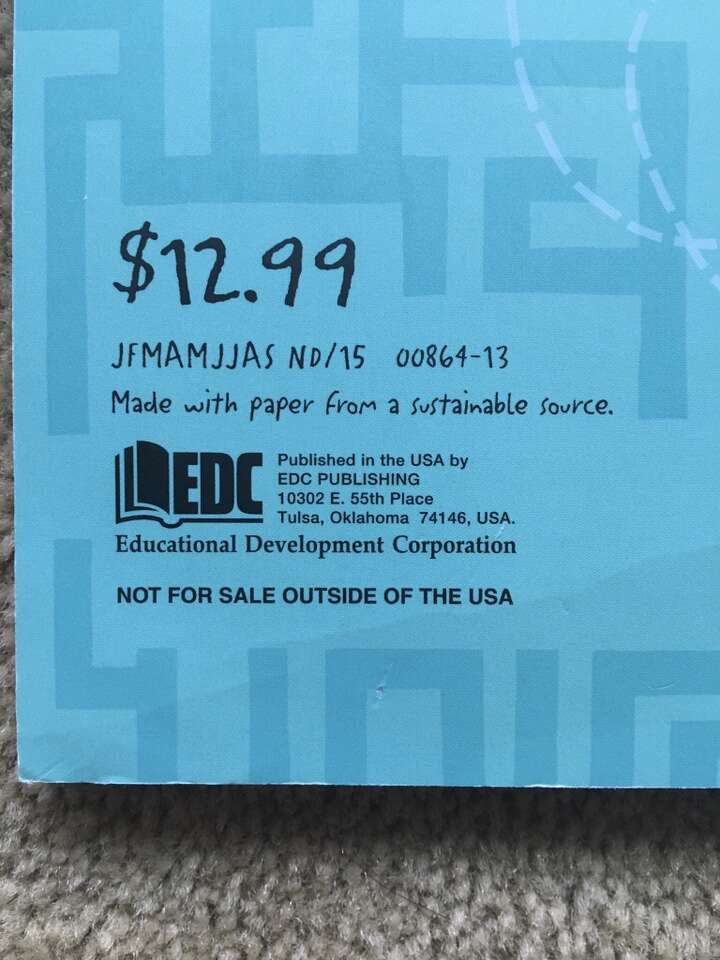 $12.99
JFMAMJJAS ND/15 00864-13
Made with paper from a sustainable source.
EDC
Published in the USA by
EDC PUBLISHING
10302 E. 55th Place
Tulsa, Oklahoma 74146, USA.
Educational Development Corporation
NOT FOR SALE OUTSIDE OF THE USA